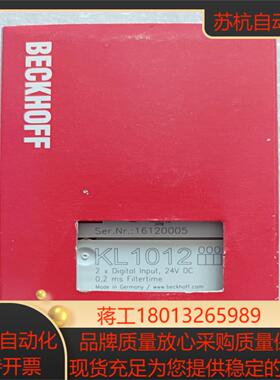 苏杭自动
BECKHOFF
Ser.Nr.:16120005
KL1012
2 x Digital Input, 24V DC
0,2 ms Filtertime
Made in Germany / www.beckhoff.com
蒋工18013265989
自动化
品牌质量放心采购质量保
开票
现货充足为您提供稳定可